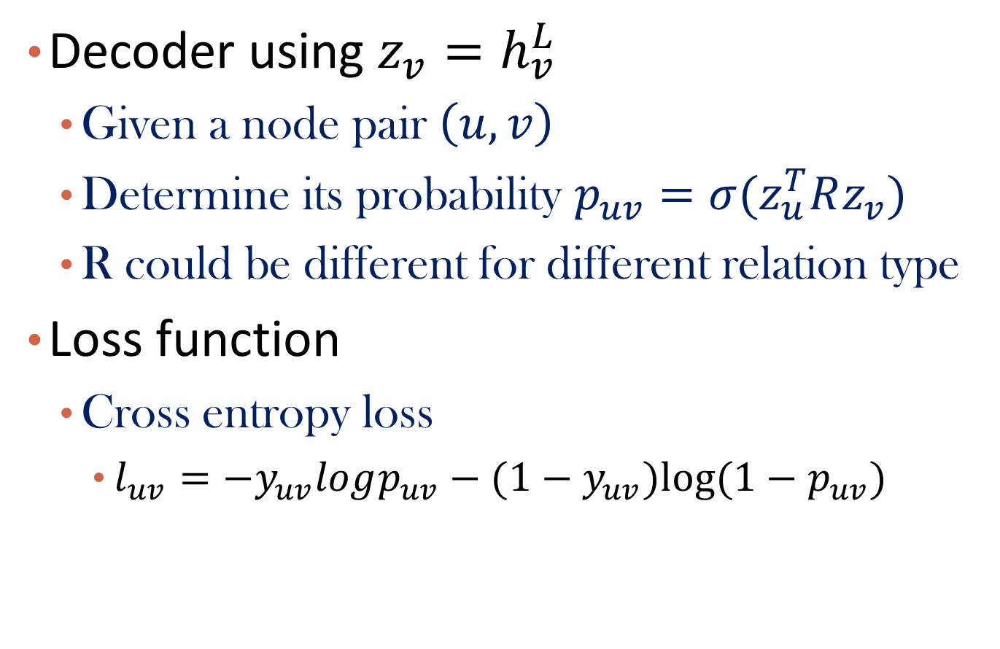 • Decoder using $z_v = h_v^L$
• Given a node pair $(u, v)$
• Determine its probability $p_{uv} = \sigma(z_u^T R z_v)$
• R could be different for different relation type
• Loss function
• Cross entropy loss
• $l_{uv} = -y_{uv} log p_{uv} - (1 - y_{uv}) \log(1 - p_{uv})$